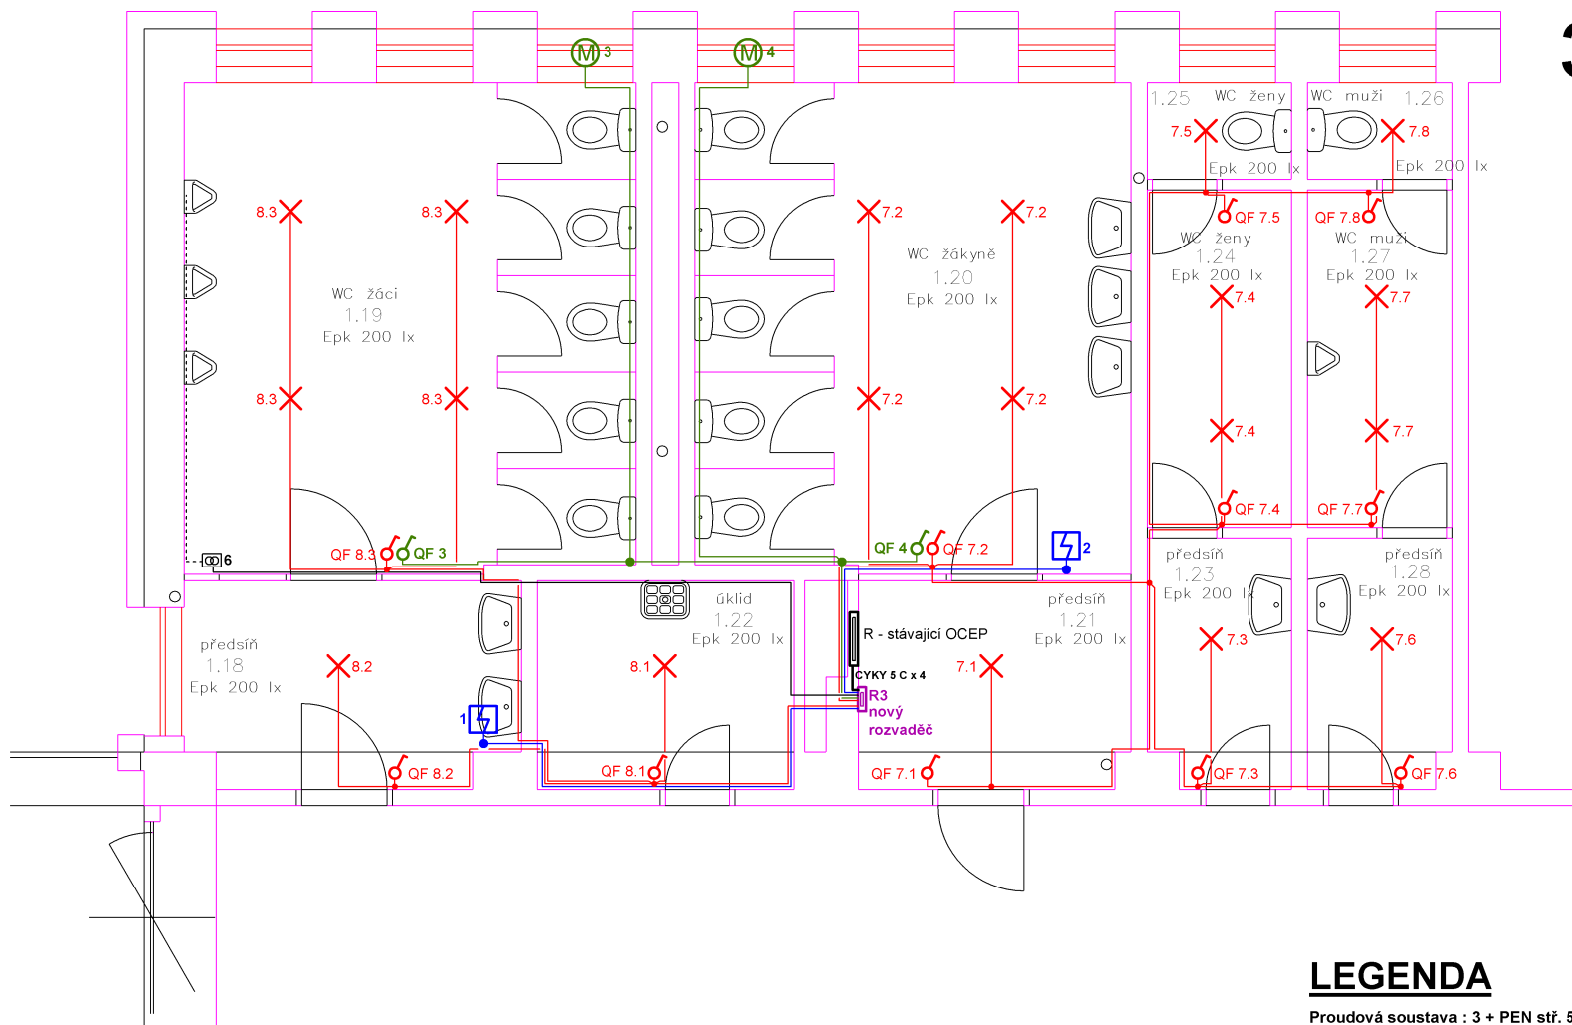 3
M 3
M 4
1.25
WC ženy
WC muži
1.26
7.5
7.8
Epk 200 lx
Epk 200 lx
8.3
8.3
7.2
7.2
QF 7.5
QF 7.8
WC ženy
1.24
Epk 200 lx
WC muži
1.27
Epk 200 lx
WC žákyně
1.20
Epk 200 lx
WC žáci
1.19
Epk 200 lx
7.4
7.7
8.3
8.3
7.2
7.2
7.4
7.7
QF 7.4
QF 7.7
6
QF 8.3
QF 3
QF 4
QF 7.2
2
předsíň
1.23
Epk 200 lx
předsíň
1.28
Epk 200 lx
úklid
1.22
Epk 200 lx
předsíň
1.21
Epk 200 lx
předsíň
1.18
Epk 200 lx
R - stávající OCEP
7.3
7.6
8.2
8.1
7.1
CYKY 5 C x 4
R3
nový
rozvaděč
1
QF 8.2
QF 8.1
QF 7.1
QF 7.3
QF 7.6
LEGENDA
Proudová soustava : 3 + PEN stř. 5